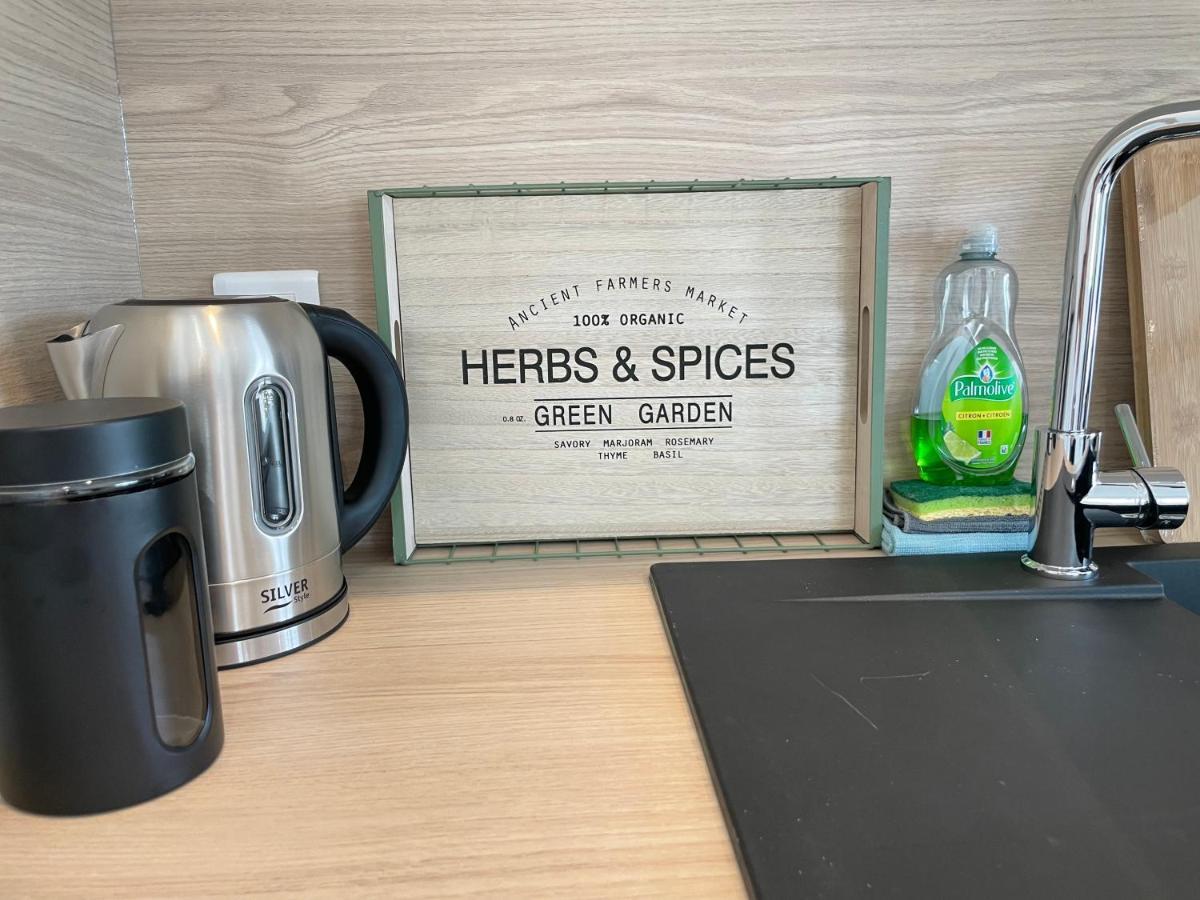 ANCIENT FARMERS MARKET
100% ORGANIC
HERBS & SPICES
0.8 OZ. GREEN GARDEN
SAVORY MARJORAM ROSEMARY
THYME BASIL
SILVER
Style
Palmolive
CITRON • CITROEN